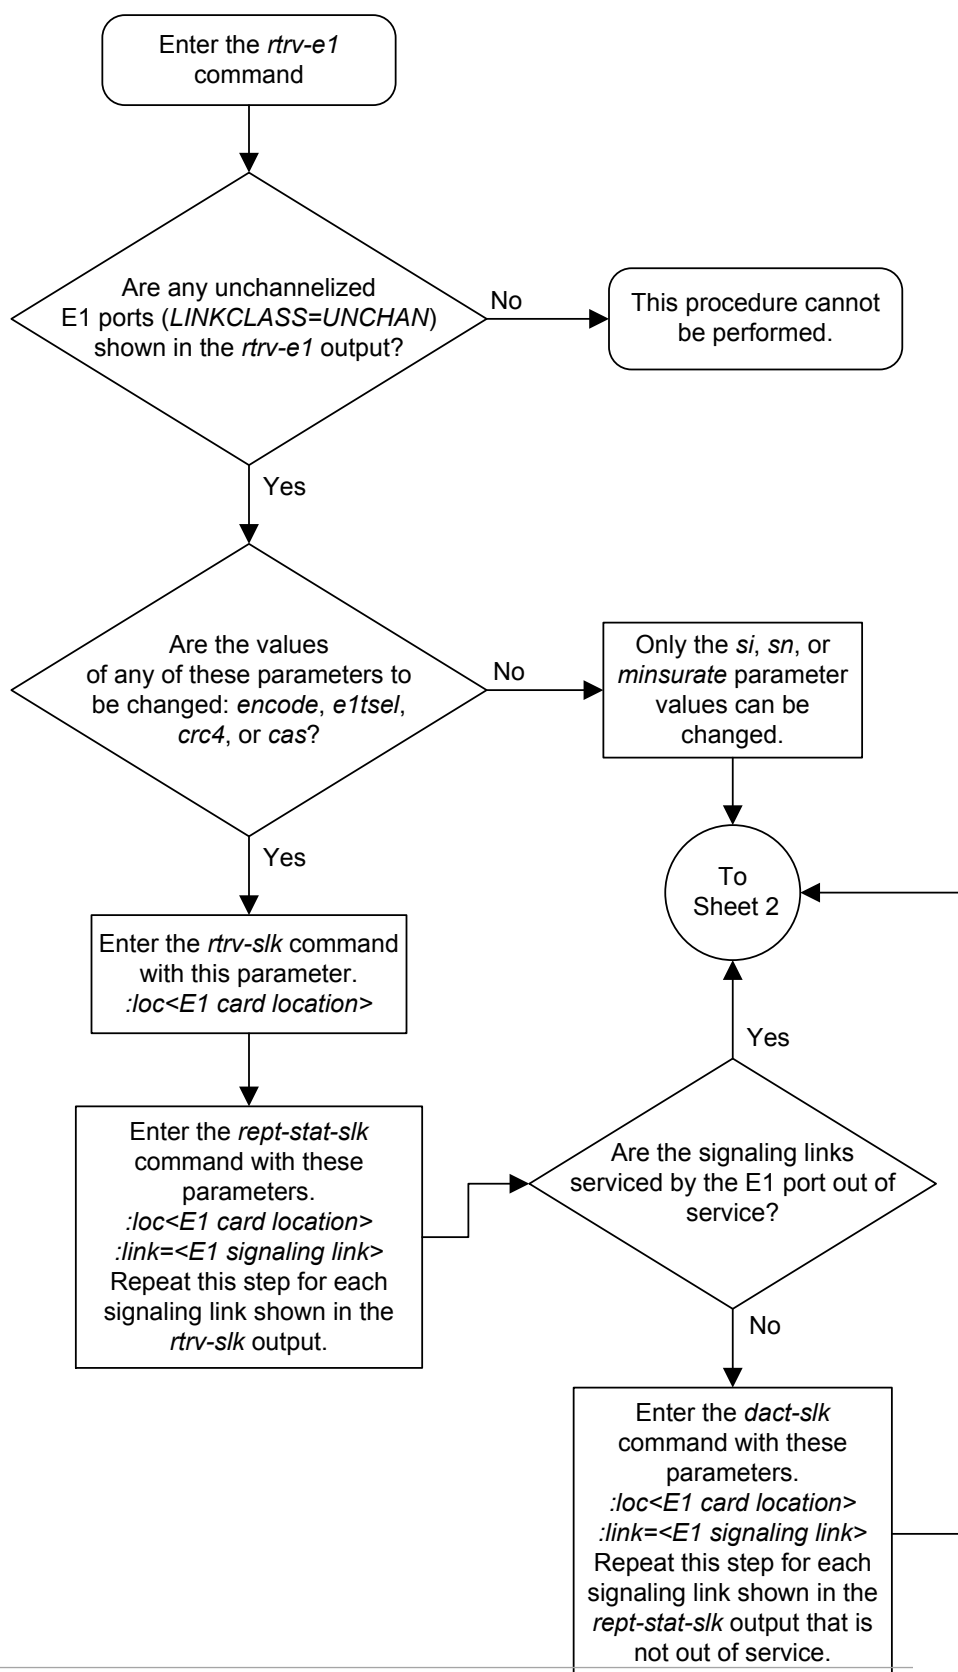 Enter the rtrv-e1
command
Are any unchannelized
E1 ports (LINKCLASS=UNCHAN)
shown in the rtrv-e1 output?
No
This procedure cannot
be performed.
Yes
Are the values
of any of these parameters to
be changed: encode, e1tsel,
crc4, or cas?
No
Only the si, sn, or
minsurate parameter
values can be
changed.
Yes
To
Sheet 2
Enter the rtrv-slk command
with this parameter.
:loc<E1 card location>
Yes
Enter the rept-stat-slk
command with these
parameters.
:loc<E1 card location>
:link=<E1 signaling link>
Repeat this step for each
signaling link shown in the
rtrv-slk output.
Are the signaling links
serviced by the E1 port out of
service?
No
Enter the dact-slk
command with these
parameters.
:loc<E1 card location>
:link=<E1 signaling link>
Repeat this step for each
signaling link shown in the
rept-stat-slk output that is
not out of service.